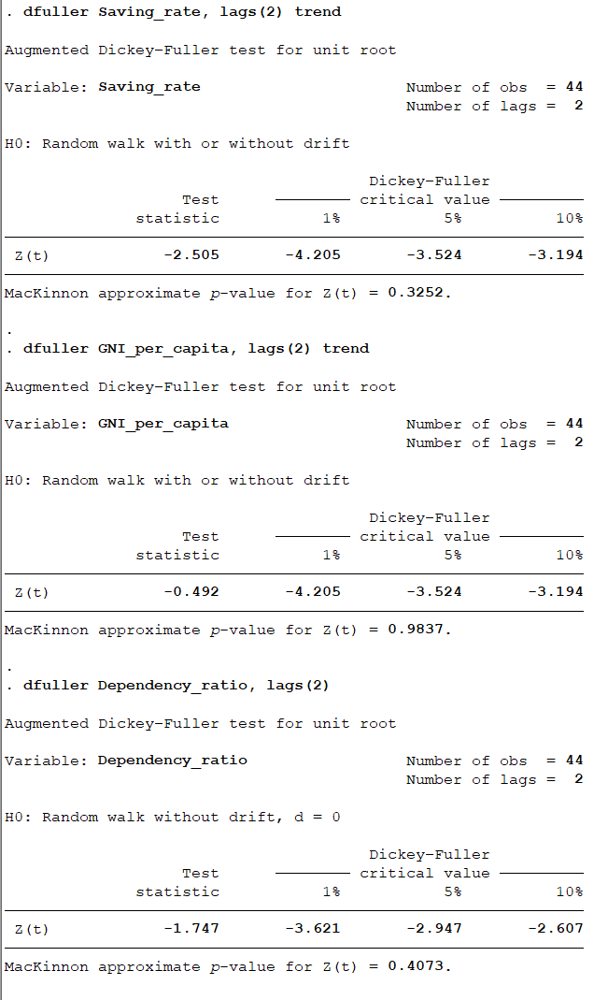 . dfuller Saving_rate, lags(2) trend
Augmented Dickey-Fuller test for unit root
Variable: Saving_rate Number of obs = 44
Number of lags = 2
H0: Random walk with or without drift
Dickey-Fuller
Test critical value
statistic 1% 5% 10%
Z(t) -2.505 -4.205 -3.524 -3.194
MacKinnon approximate p-value for Z(t) = 0.3252.
.
. dfuller GNI_per_capita, lags(2) trend
Augmented Dickey-Fuller test for unit root
Variable: GNI_per_capita Number of obs = 44
Number of lags = 2
H0: Random walk with or without drift
Dickey-Fuller
Test critical value
statistic 1% 5% 10%
Z(t) -0.492 -4.205 -3.524 -3.194
MacKinnon approximate p-value for Z(t) = 0.9837.
.
. dfuller Dependency_ratio, lags(2)
Augmented Dickey-Fuller test for unit root
Variable: Dependency_ratio Number of obs = 44
Number of lags = 2
H0: Random walk without drift, d = 0
Dickey-Fuller
Test critical value
statistic 1% 5% 10%
Z(t) -1.747 -3.621 -2.947 -2.607
MacKinnon approximate p-value for Z(t) = 0.4073.